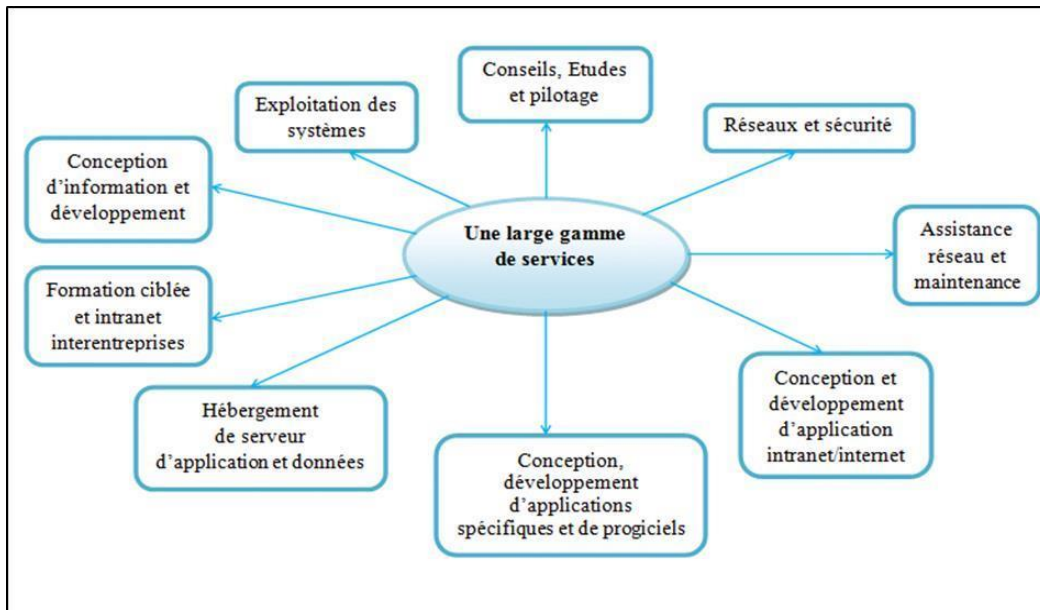 Conseils, Etudes
et pilotage
Exploitation des
systèmes
Réseaux et sécurité
Conception
d'information et
développement
Une large gamme
de services
Assistance
réseau et
maintenance
Formation ciblée
et intranet
interentreprises
Conception et
développement
d'application
intranet/internet
Hébergement
de serveur
d'application et données
Conception,
développement
d'applications
spécifiques et de progiciels